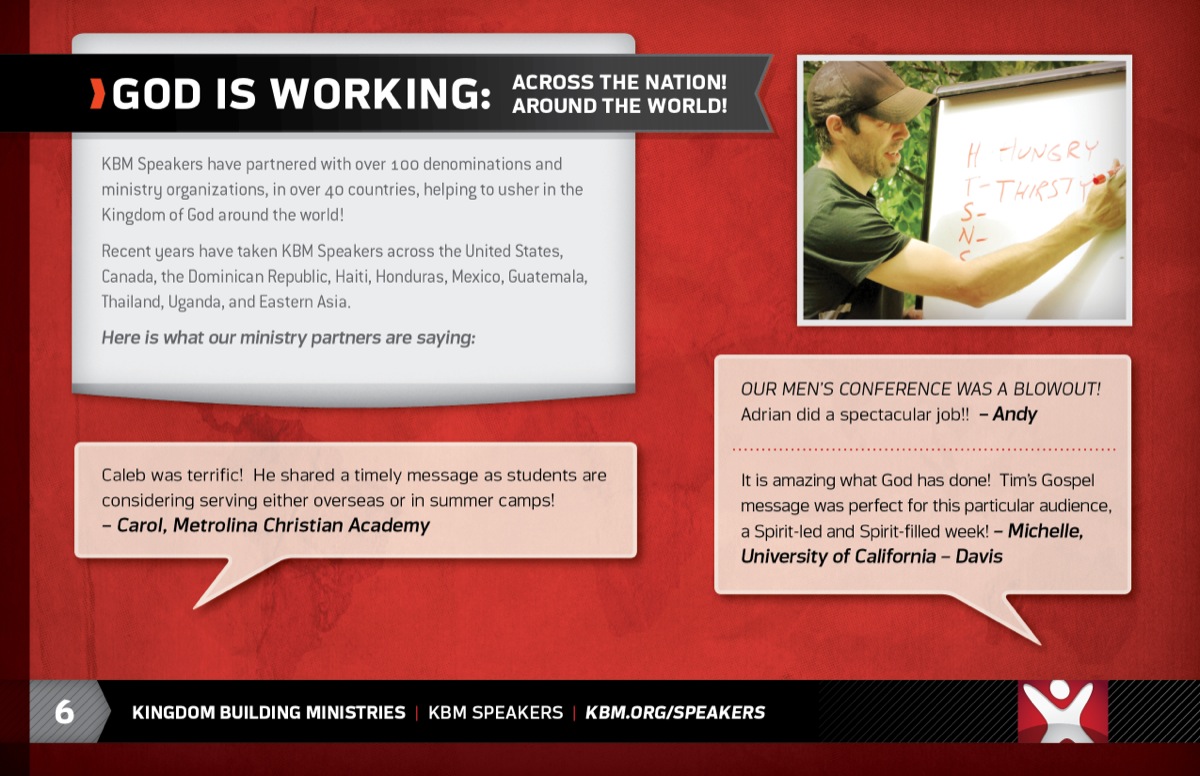 GOD IS WORKING:
ACROSS THE NATION!
AROUND THE WORLD!
KBM Speakers have partnered with over 100 denominations and
ministry organizations, in over 40 countries, helping to usher in the
Kingdom of God around the world!
Recent years have taken KBM Speakers across the United States,
Canada, the Dominican Republic, Haiti, Honduras, Mexico, Guatemala,
Thailand, Uganda, and Eastern Asia.
Here is what our ministry partners are saying:
H - HUNGRY
T - THIRSTY
S-
N-
S
OUR MEN'S CONFERENCE WAS A BLOWOUT!
Adrian did a spectacular job!! – Andy
It is amazing what God has done! Tim's Gospel
message was perfect for this particular audience,
a Spirit-led and Spirit-filled week! – Michelle,
University of California – Davis
Caleb was terrific! He shared a timely message as students are
considering serving either overseas or in summer camps!
– Carol, Metrolina Christian Academy
6
KINGDOM BUILDING MINISTRIES | KBM SPEAKERS | KBM.ORG/SPEAKERS